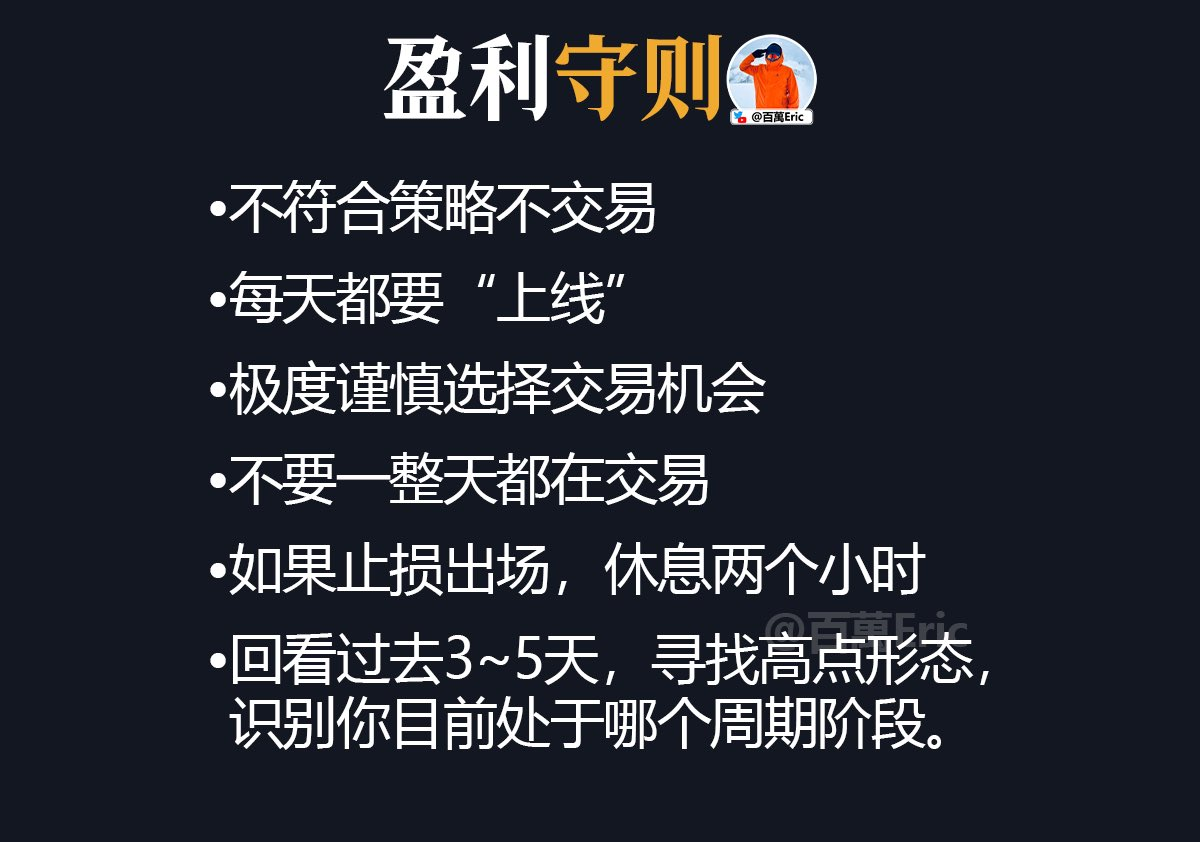 盈利守则
@百萬Eric
•不符合策略不交易
•每天都要“上线”
•极度谨慎选择交易机会
•不要一整天都在交易
•如果止损出场，休息两个小时
@百萬Eric
•回看过去3~5天，寻找高点形态，
识别你目前处于哪个周期阶段。